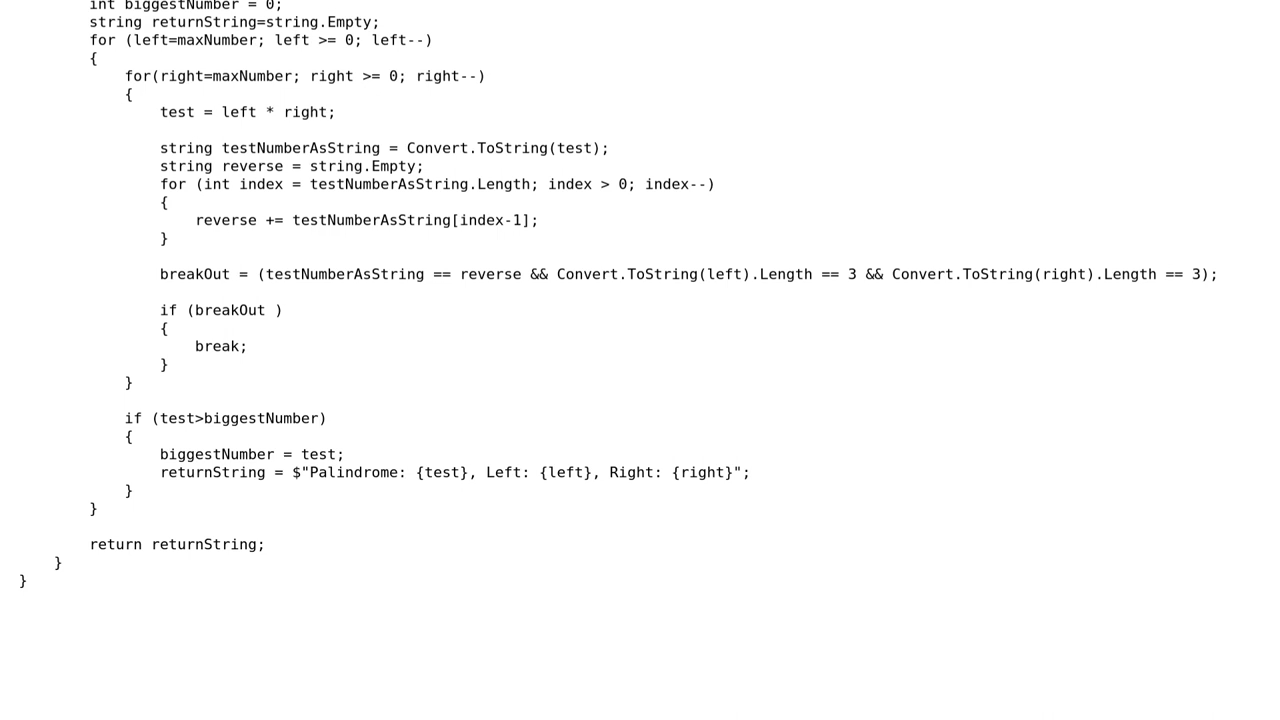 int biggestNumber = 0;
string returnString=string.Empty;
for (left=maxNumber; left >= 0; left--)
{
for(right=maxNumber; right >= 0; right--)
{
test = left * right;
string testNumberAsString = Convert.ToString(test);
string reverse = string.Empty;
for (int index = testNumberAsString.Length; index > 0; index--)
{
reverse += testNumberAsString[index-1];
}
breakOut = (testNumberAsString == reverse && Convert.ToString(left).Length == 3 && Convert.ToString(right).Length == 3);
if (breakOut )
{
break;
}
}
if (test>biggestNumber)
{
biggestNumber = test;
returnString = $"Palindrome: {test}, Left: {left}, Right: {right}";
}
}
return returnString;
}
}